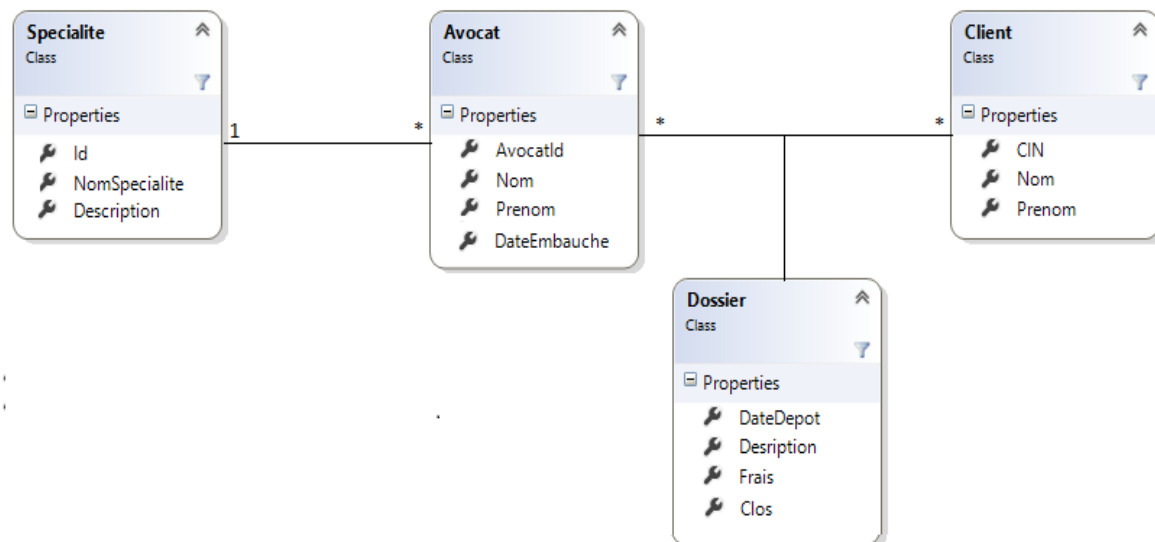 Specialite
Class
Properties
Id
NomSpecialite
Description
1
*
Avocat
Class
Properties
AvocatId
Nom
Prenom
DateEmbauche
*
*
Client
Class
Properties
CIN
Nom
Prenom
Dossier
Class
Properties
DateDepot
Desription
Frais
Clos